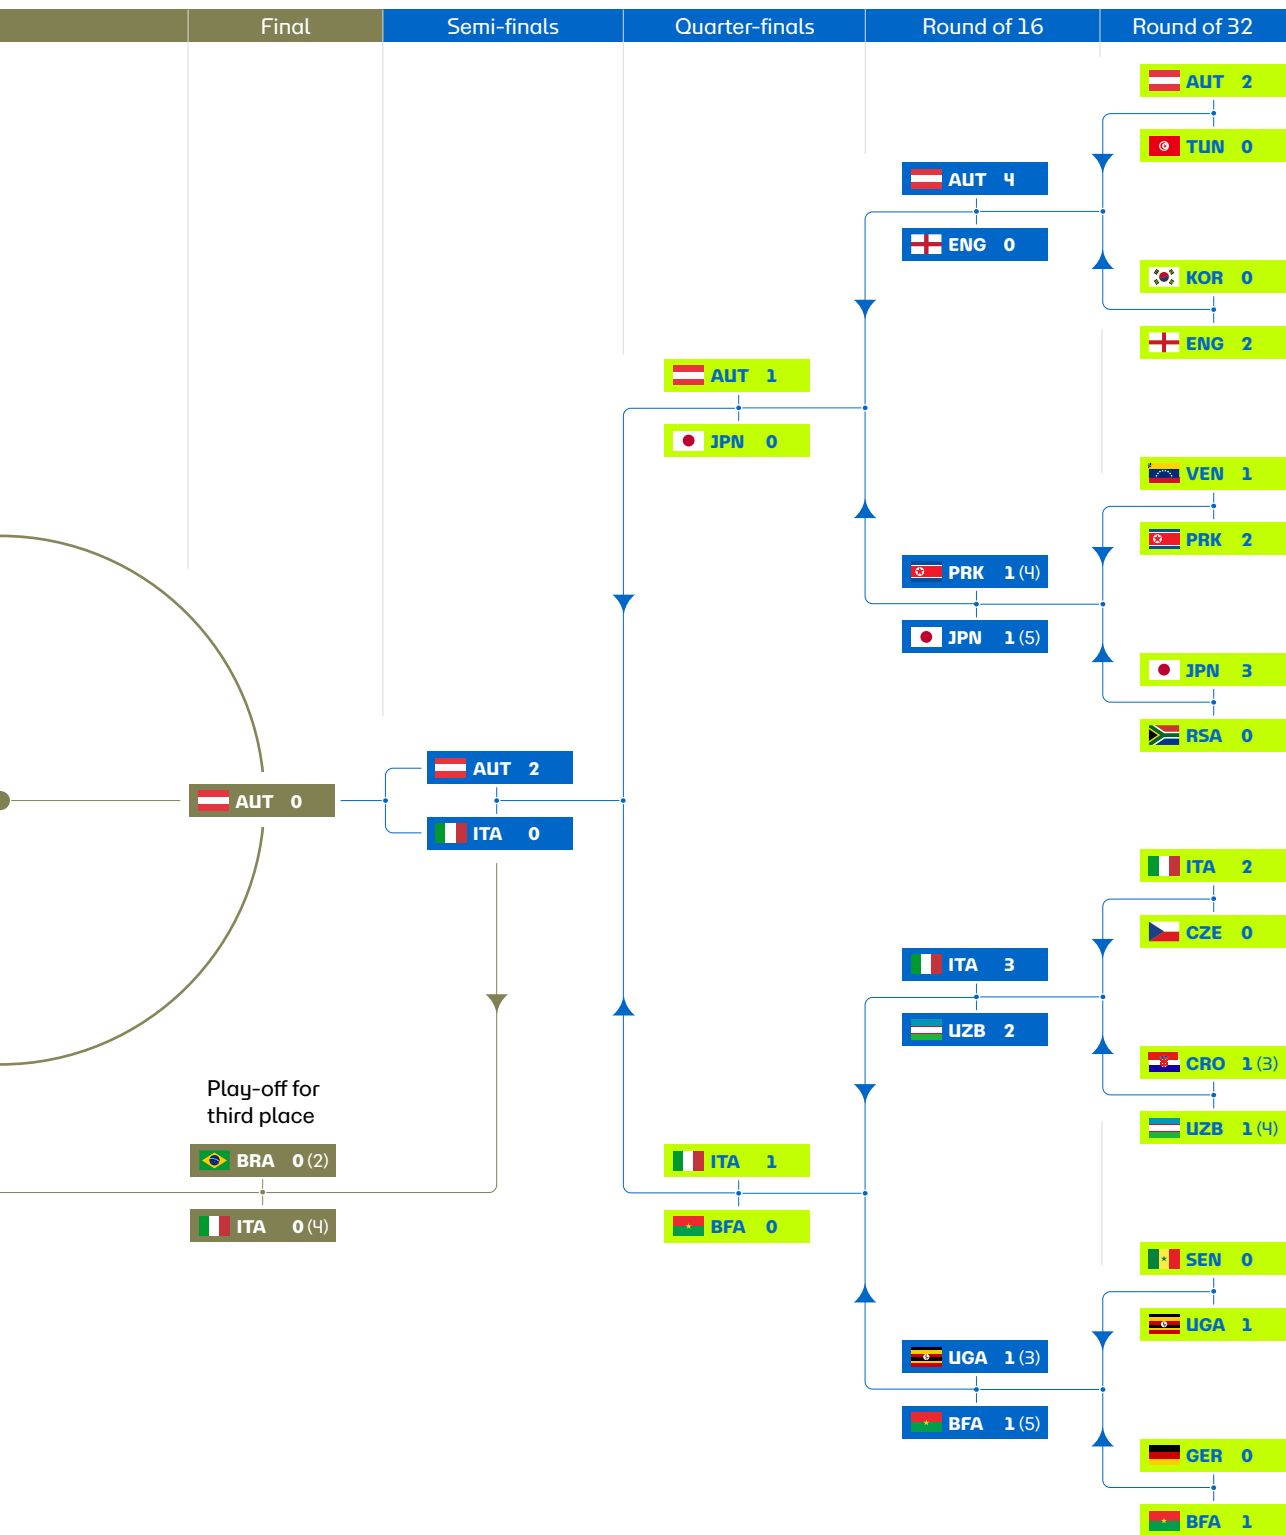 Final
Semi-finals
Quarter-finals
Round of 16
Round of 32
AUT 2
TUN 0
AUT 4
ENG 0
KOR 0
ENG 2
AUT 1
JPN 0
VEN 1
PRK 2
PRK 1 (4)
JPN 1 (5)
JPN 3
RSA 0
AUT 2
AUT 0
ITA 0
ITA 2
CZE 0
ITA 3
UZB 2
CRO 1 (3)
UZB 1 (4)
Play-off for
third place
BRA 0 (2)
ITA 0 (4)
ITA 1
BFA 0
SEN 0
UGA 1
UGA 1 (3)
BFA 1 (5)
GER 0
BFA 1